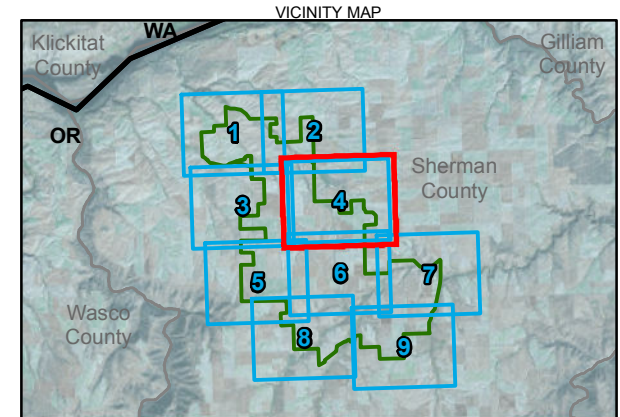 VICINITY MAP
WA
Klickitat
County
Gilliam
County
OR
1
2
Sherman
County
3
4
5
6
7
Wasco
County
8
9